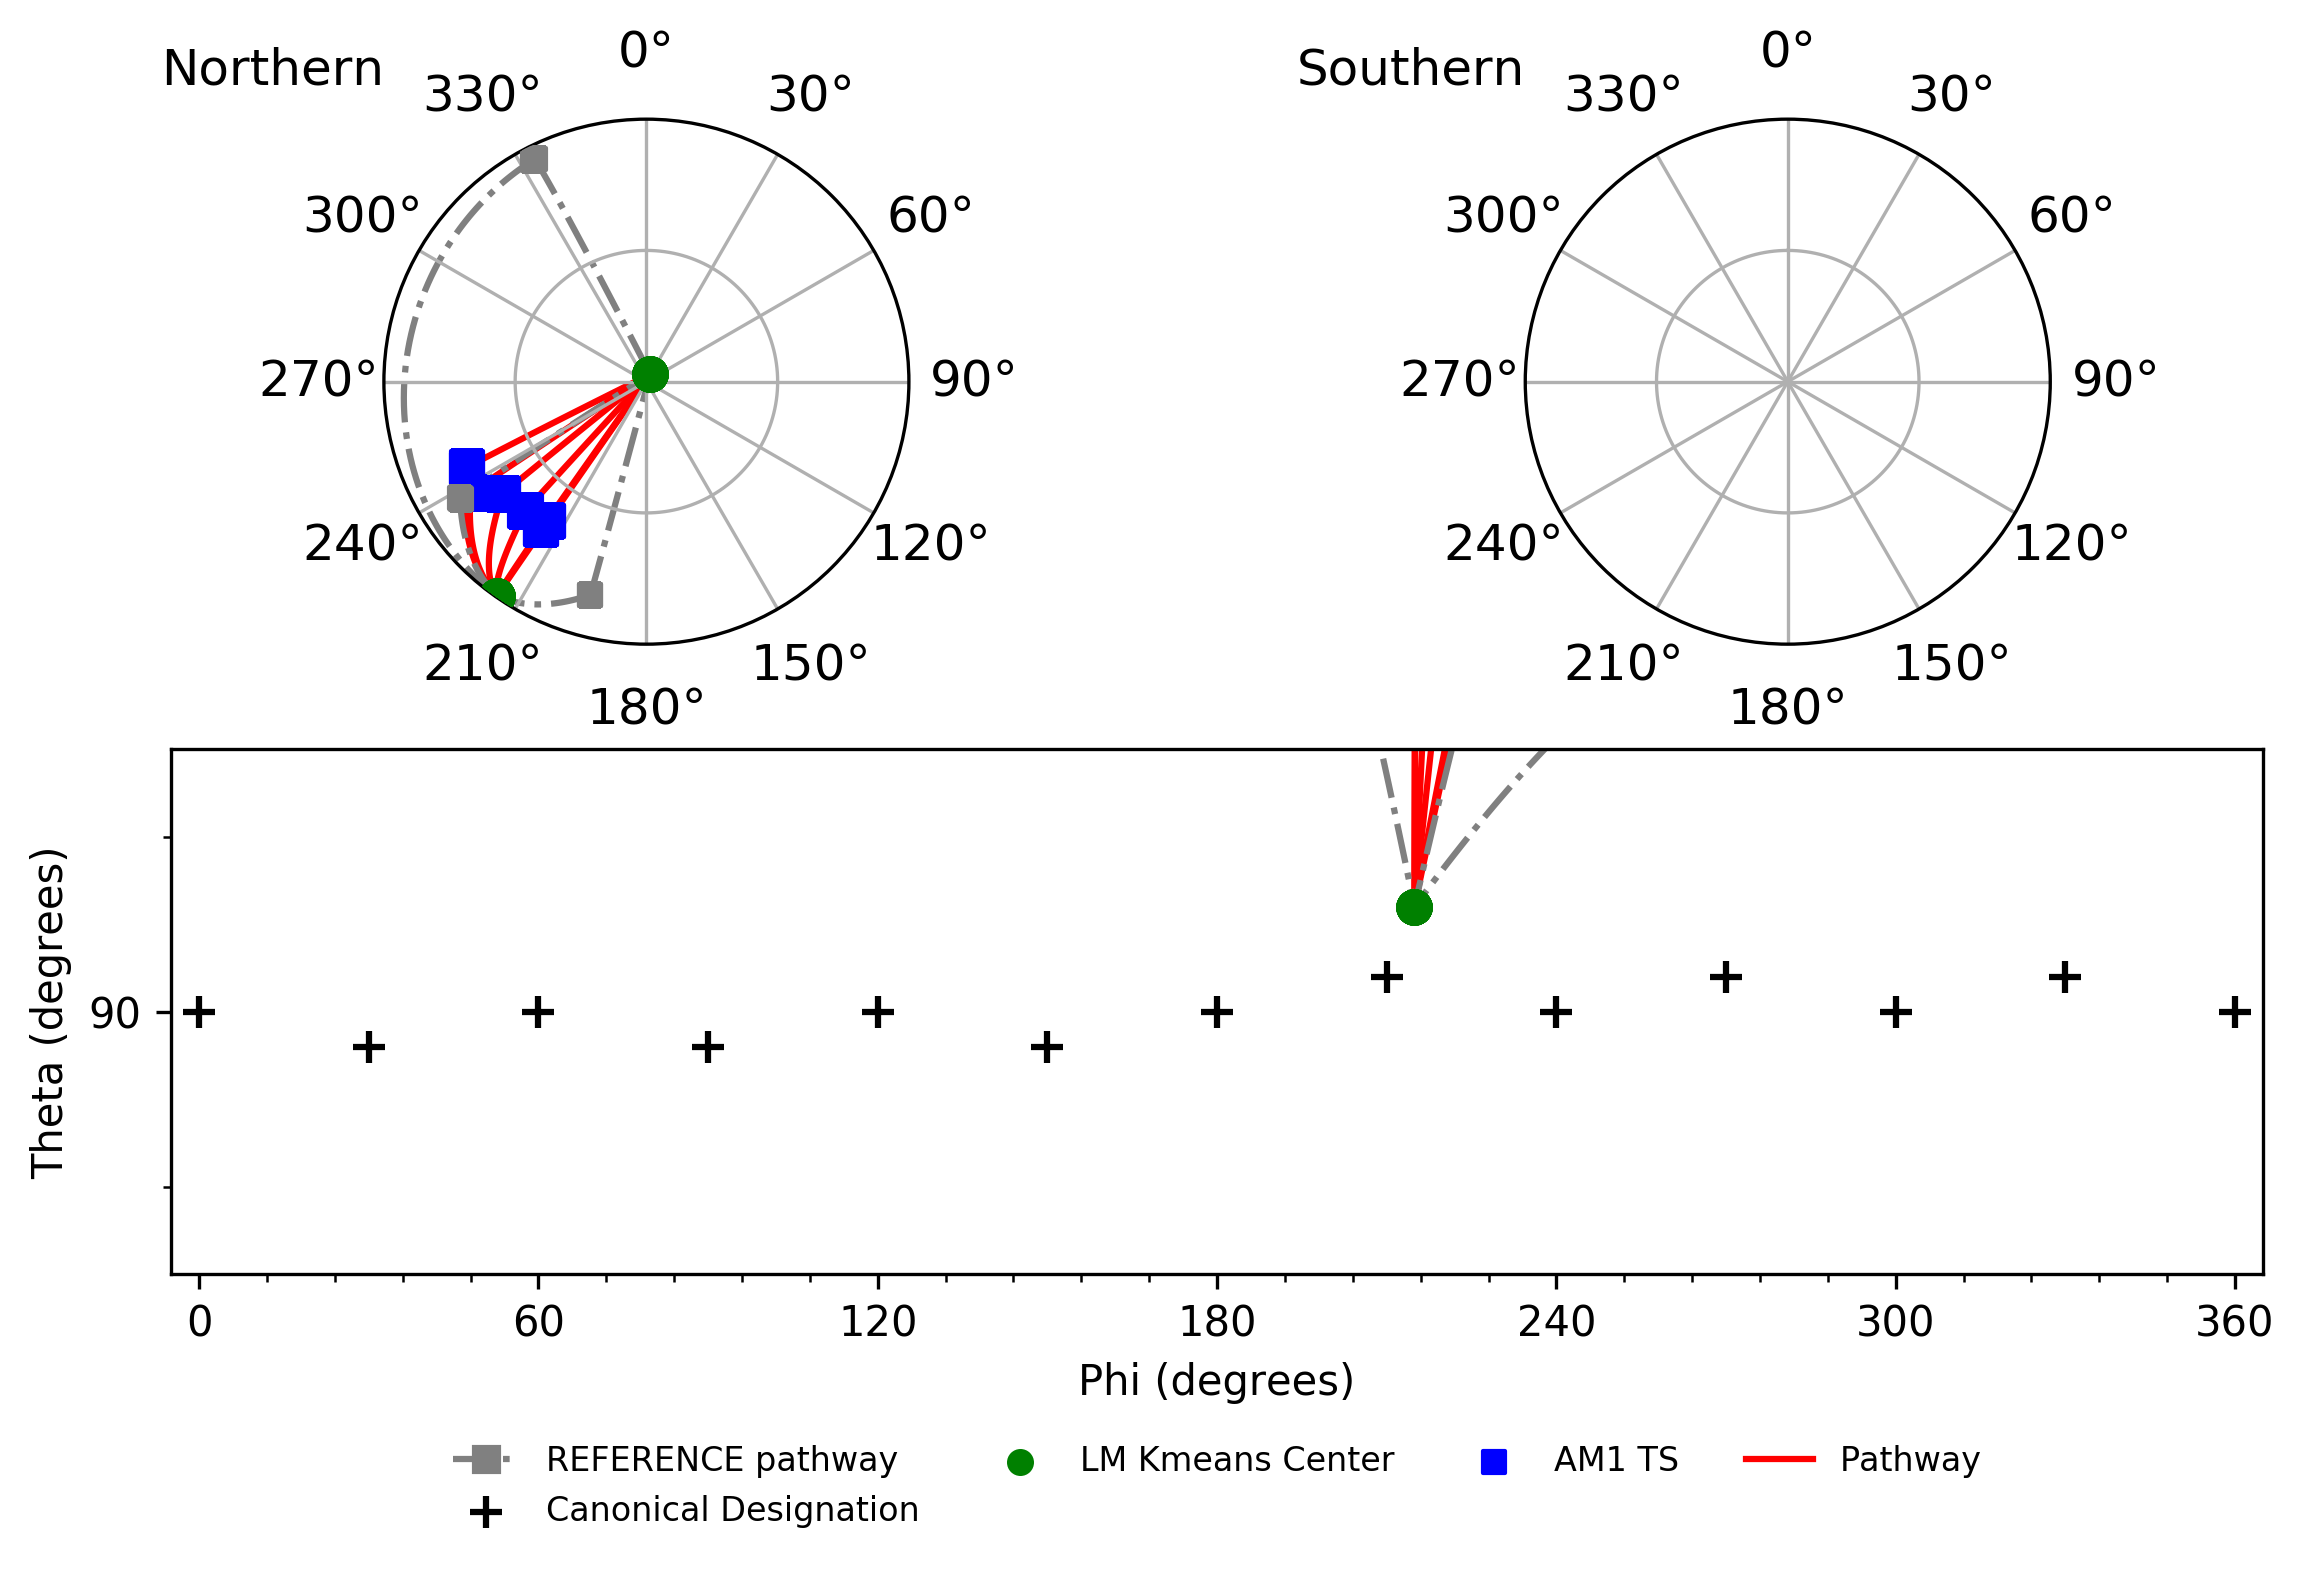 Northern
0°
330°
30°
300°
60°
270°
90°
240°
120°
210°
150°
180°
Southern
0°
330°
30°
300°
60°
270°
90°
240°
120°
210°
150°
180°
Theta (degrees)
90
0 60 120 180 240 300 360
Phi (degrees)
REFERENCE pathway
LM Kmeans Center
AM1 TS
Pathway
Canonical Designation